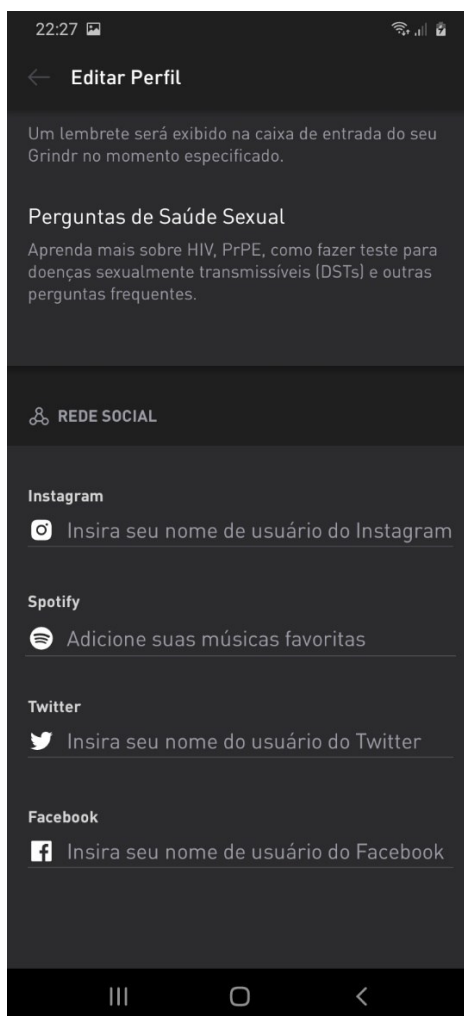 22:27
Editar Perfil
Um lembrete será exibido na caixa de entrada do seu
Grindr no momento especificado.
Perguntas de Saúde Sexual
Aprenda mais sobre HIV, PrPE, como fazer teste para
doenças sexualmente transmissíveis (DSTs) e outras
perguntas frequentes.
REDE SOCIAL
Instagram
Insira seu nome de usuário do Instagram
Spotify
Adicione suas músicas favoritas
Twitter
Insira seu nome do usuário do Twitter
Facebook
Insira seu nome de usuário do Facebook